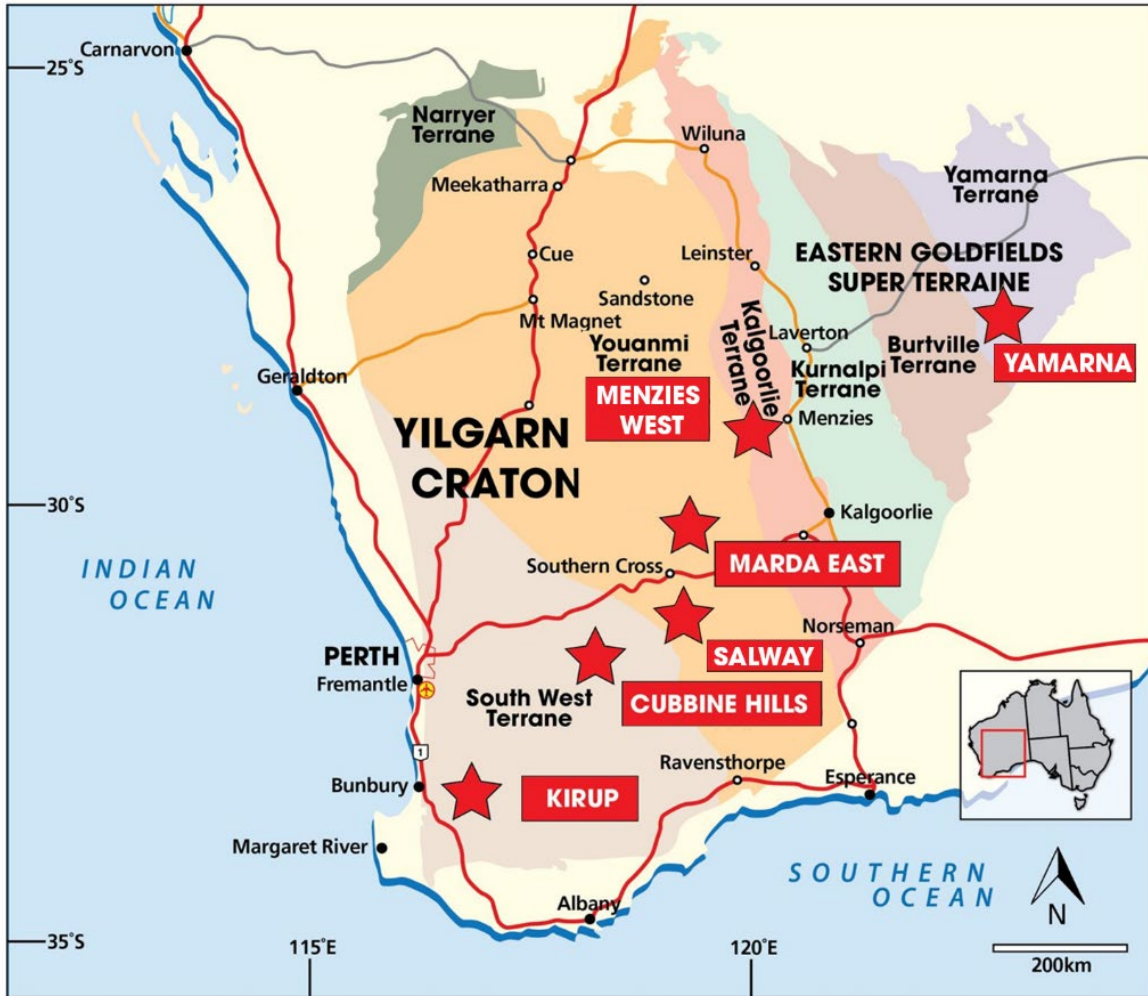 Carnarvon
25°S
Narryer
Terrane
Wiluna
Meekatharra
Yamarna
Terrane
Cue
Leinster
EASTERN GOLDFIELDS
SUPER TERRAINE
Sandstone
Mt Magnet
Kalgoorlie
Terrane
Laverton
Youanmi
Terrane
Burtville
Terrane
YAMARNA
Geraldton
Kurnalpi
Terrane
MENZIES
WEST
Menzies
YILGARN
CRATON
30°S
Kalgoorlie
INDIAN
OCEAN
Southern Cross
MARDA EAST
Norseman
PERTH
Fremantle
SALWAY
South West
Terrane
CUBBINE HILLS
1
Ravensthorpe
Esperance
Bunbury
KIRUP
Margaret River
SOUTHERN
OCEAN
Albany
N
35°S
115°E
120°E
200km